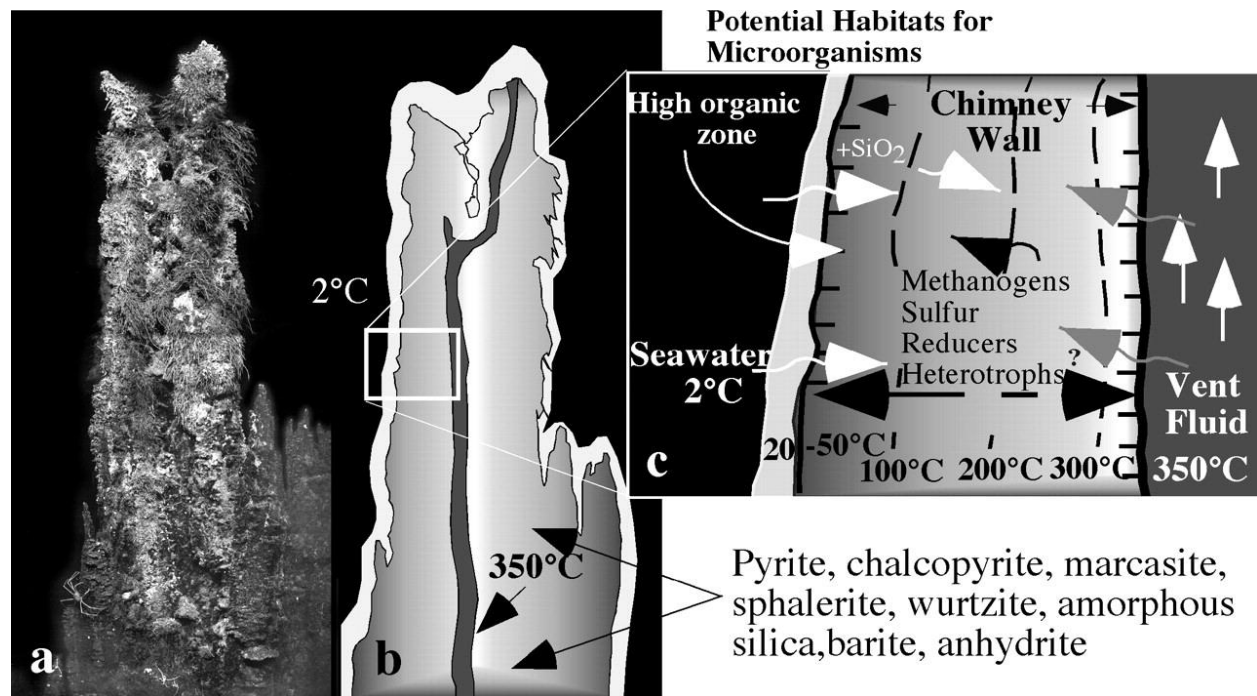 Potential Habitats for
Microorganisms
High organic
zone
Chimney
Wall
+SiO₂
2°C
Methanogens
Sulfur
Reducers
Heterotrophs
?
Seawater
2°C
Vent
Fluid
20 -50°C
100°C
200°C
300°C
350°C
c
350°C
a
b
Pyrite, chalcopyrite, marcasite,
sphalerite, wurtzite, amorphous
silica,barite, anhydrite